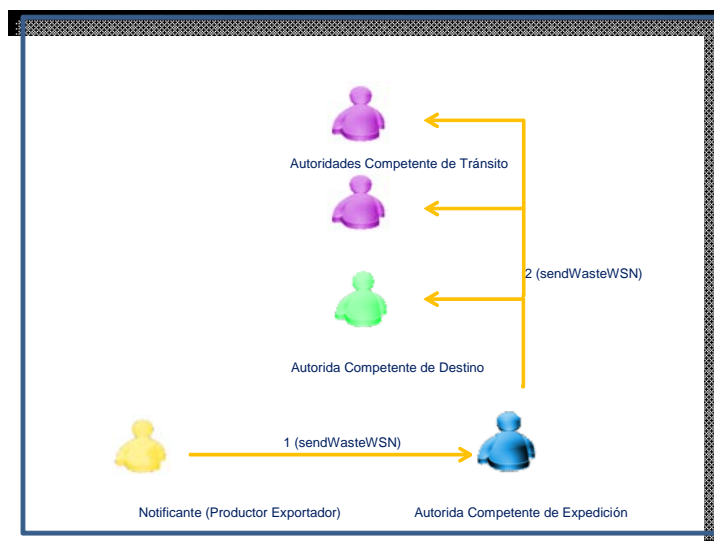 Autoridades Competente de Tránsito
2 (sendWasteWSN)
Autorida Competente de Destino
1 (sendWasteWSN)
Notificante (Productor Exportador)
Autorida Competente de Expedición